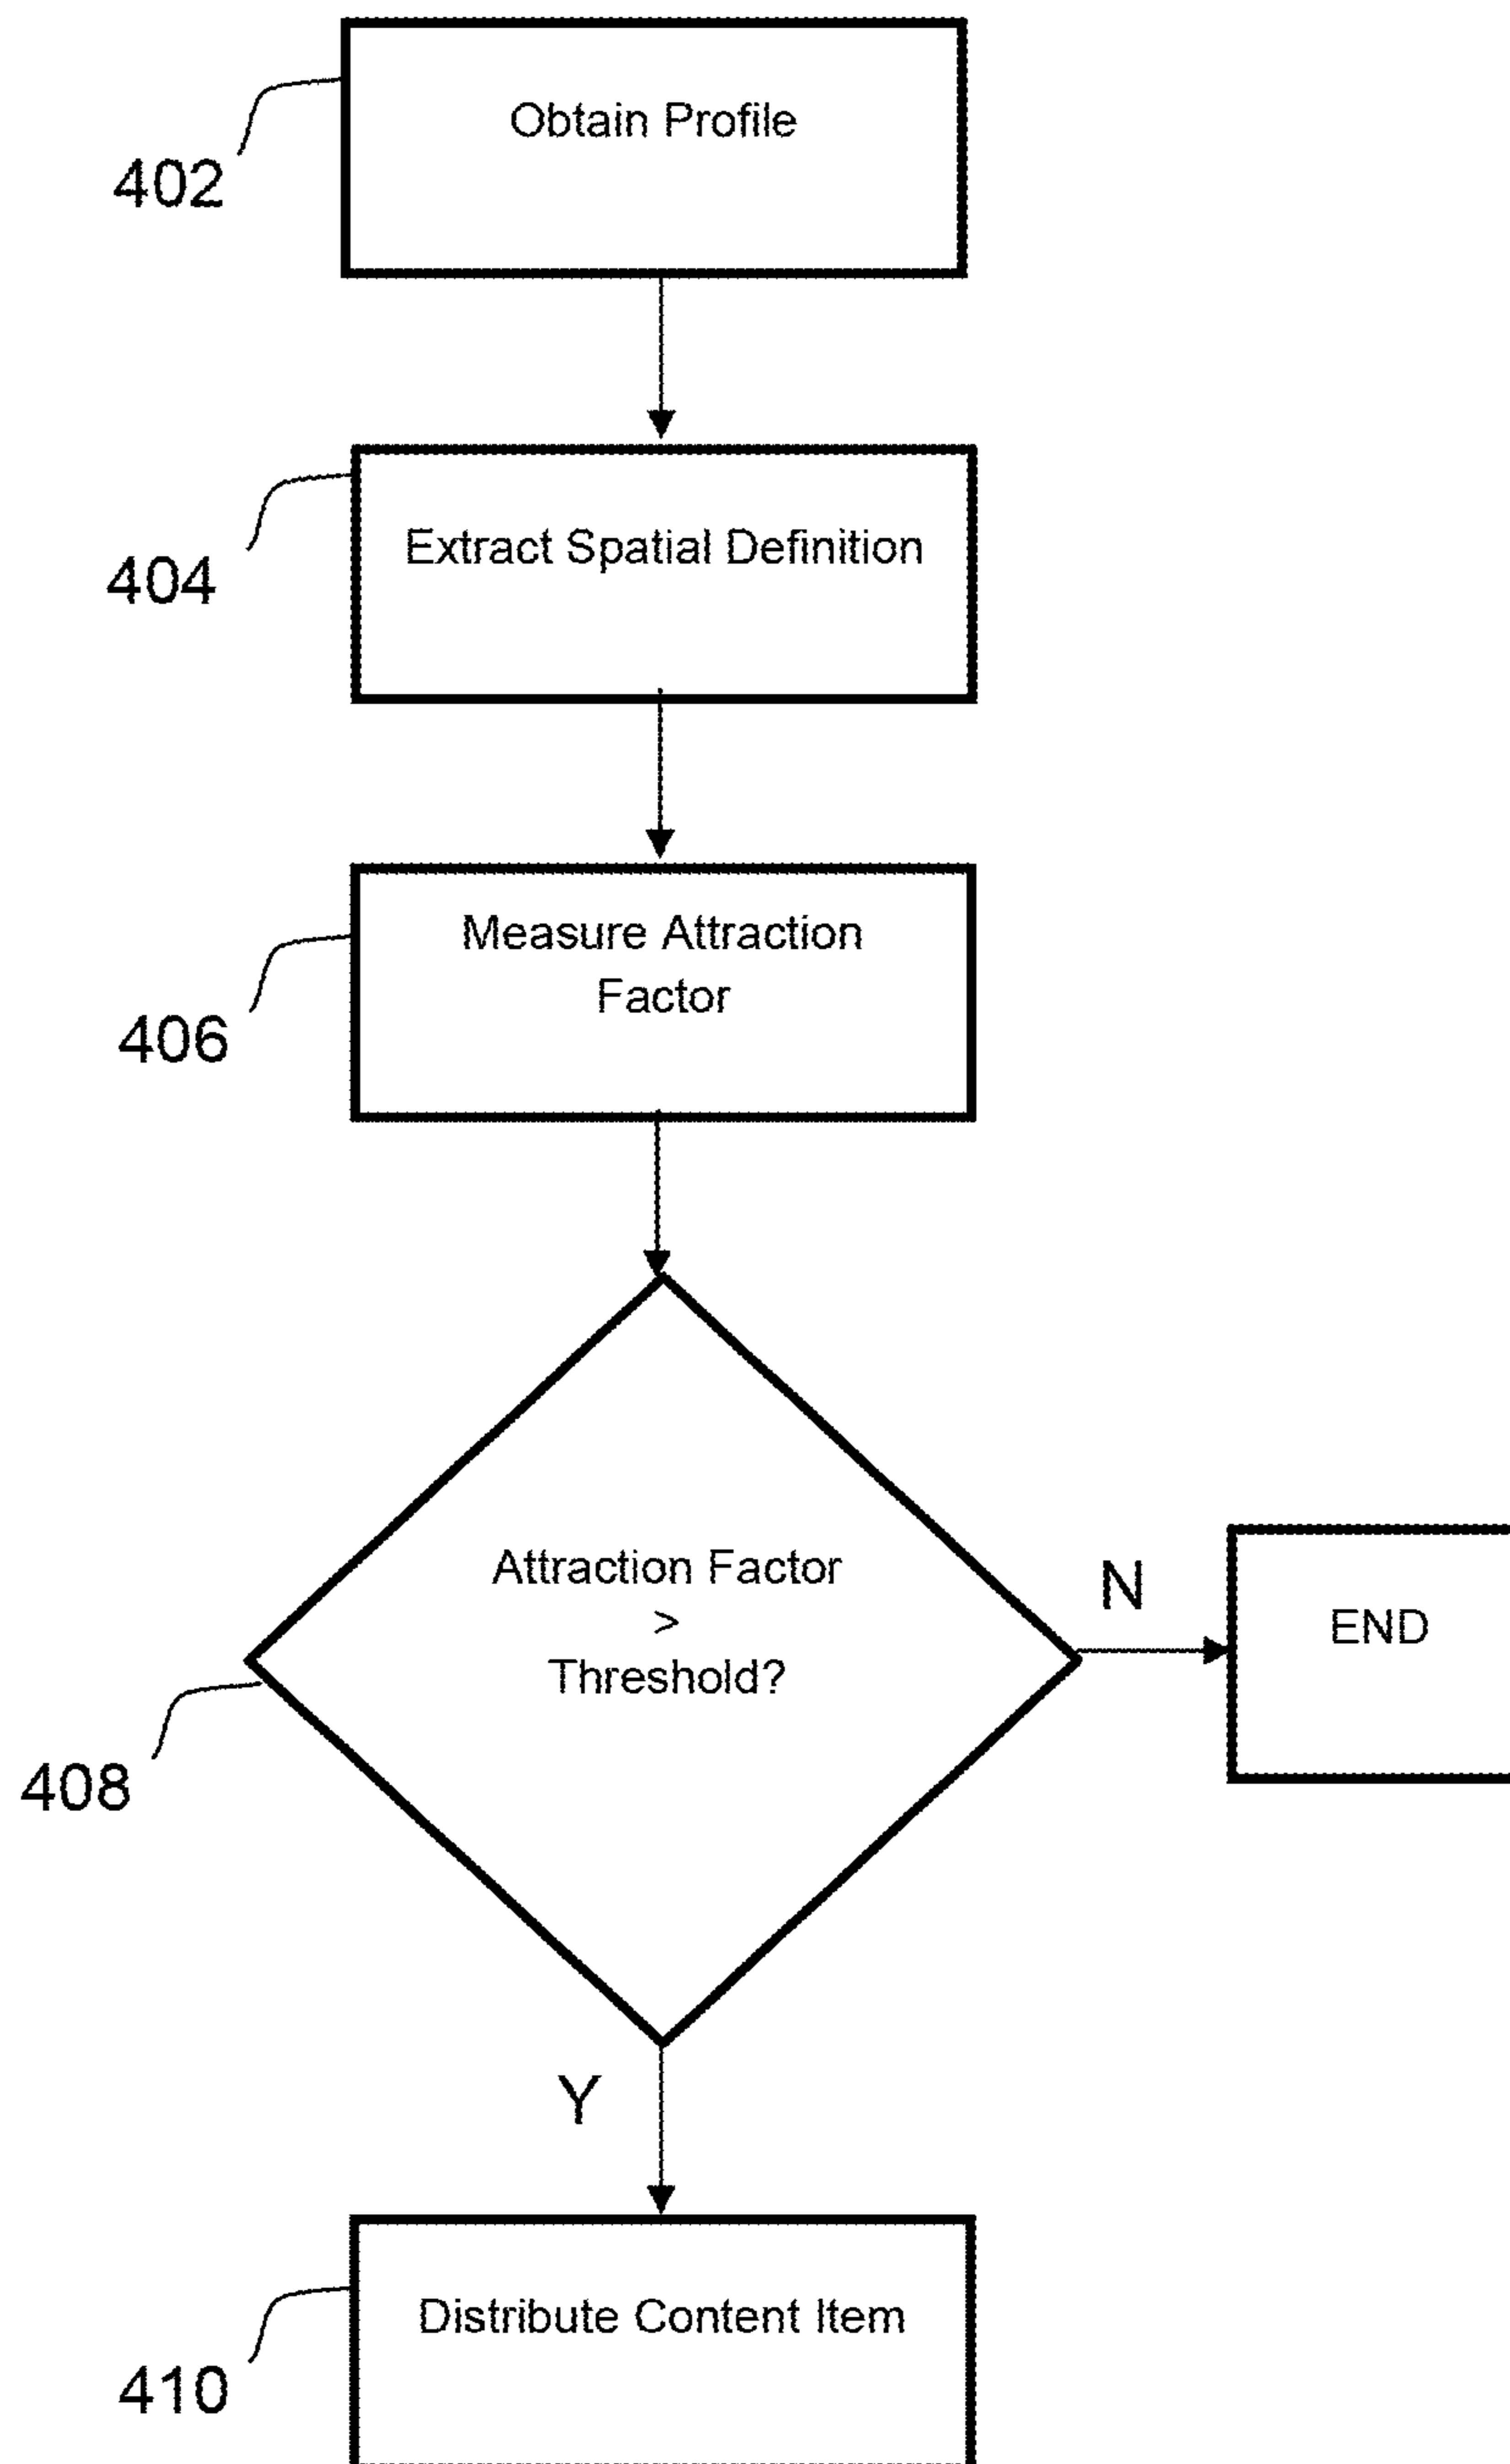 Obtain Profile
402
Extract Spatial Definition
404
Measure Attraction
Factor
406
Attraction Factor
>
Threshold?
N
END
408
Y
Distribute Content Item
410